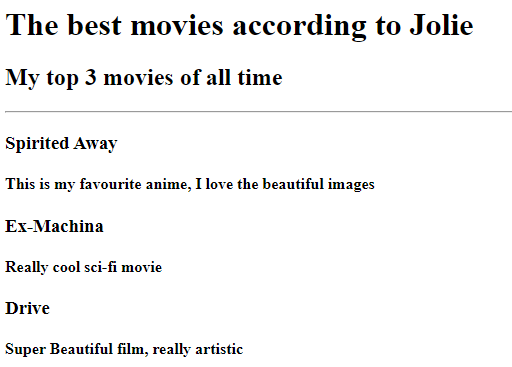 The best movies according to Jolie
My top 3 movies of all time
Spirited Away
This is my favourite anime, I love the beautiful images
Ex-Machina
Really cool sci-fi movie
Drive
Super Beautiful film, really artistic